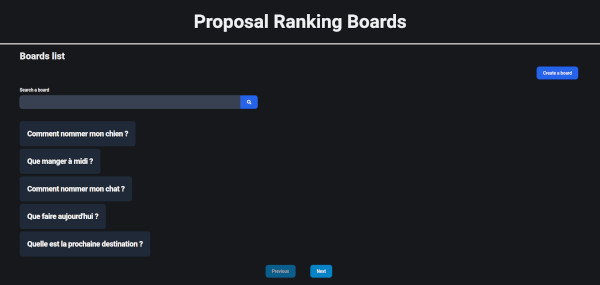 Proposal Ranking Boards
Boards list
Create a board
Search a board
Comment nommer mon chien ?
Que manger à midi ?
Comment nommer mon chat ?
Que faire aujourd'hui ?
Quelle est la prochaine destination ?
Previous
Next